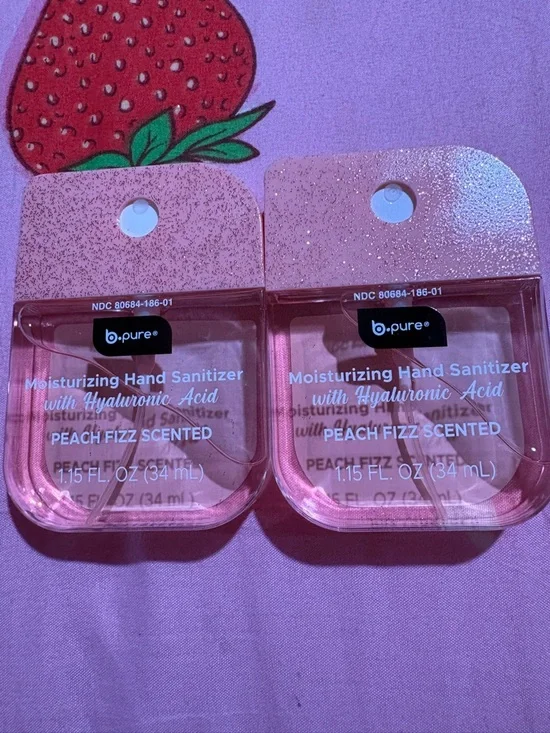 NDC 80684-186-01
b.pure®
Moisturizing Hand Sanitizer
with Hyaluronic Acid
PEACH FIZZ SCENTED
1.15 FL. OZ (34 mL)
NDC 80684-186-01
b.pure®
Moisturizing Hand Sanitizer
with Hyaluronic Acid
PEACH FIZZ SCENTED
1.15 FL. OZ (34 mL)